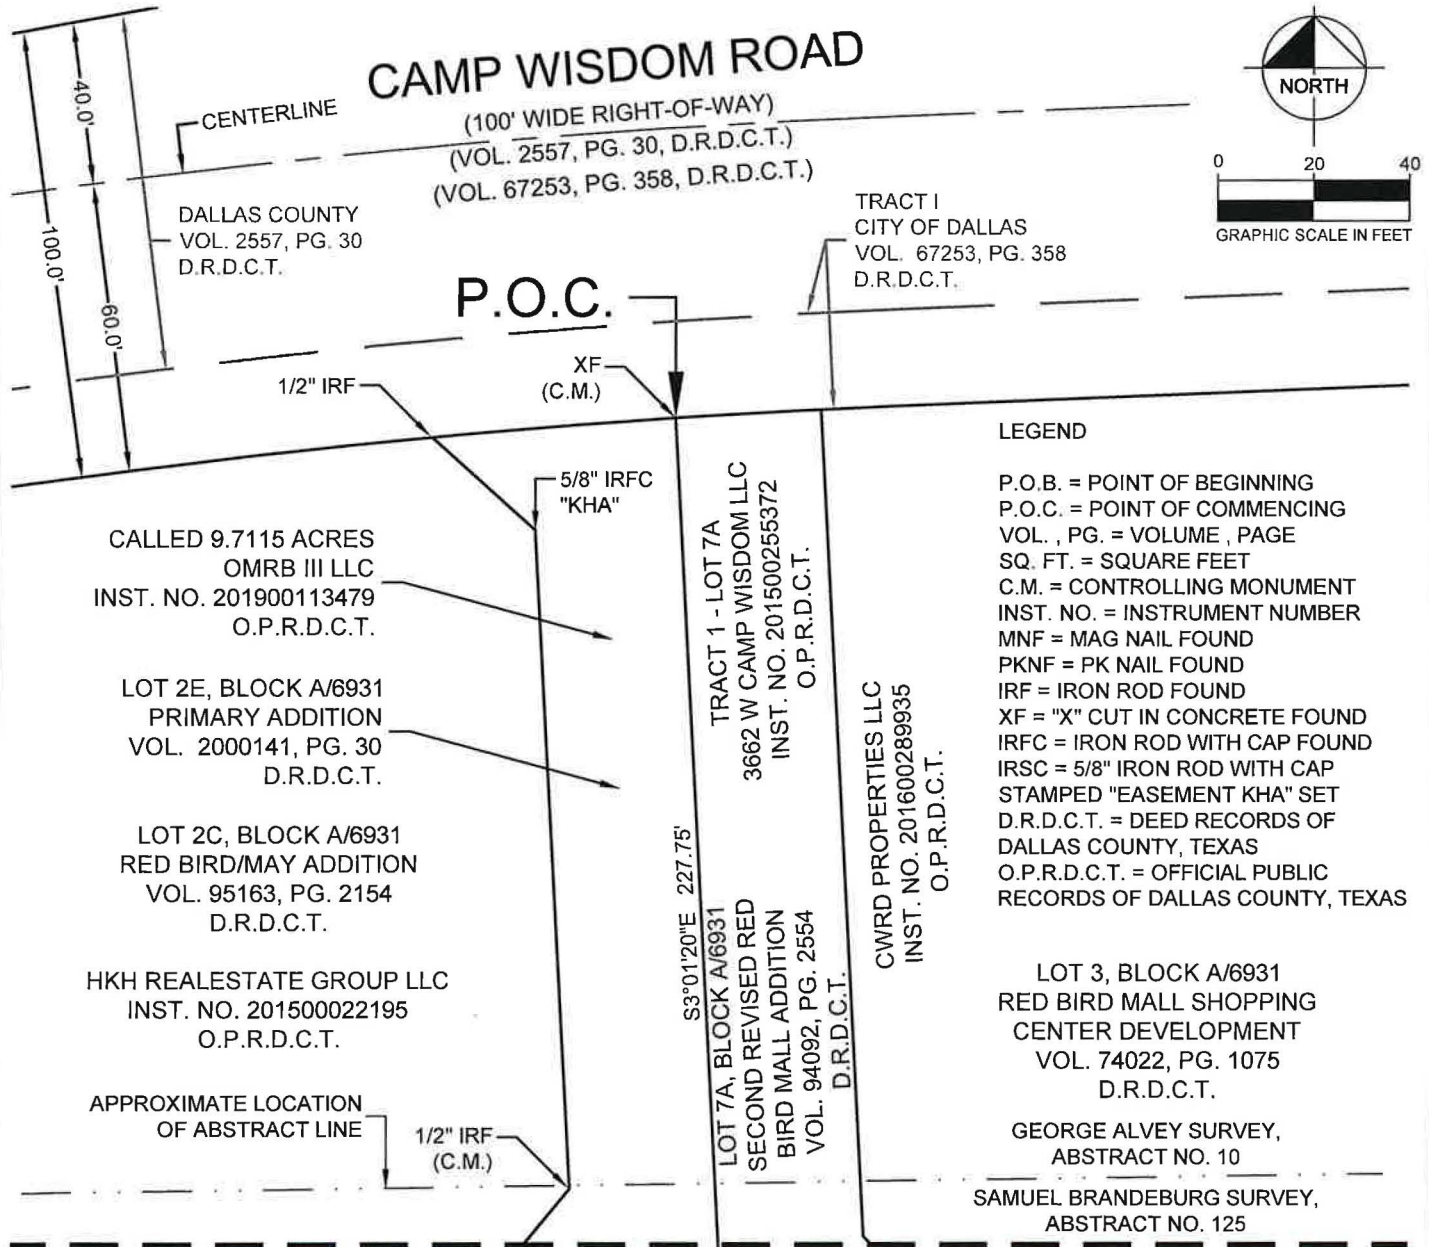 CAMP WISDOM ROAD
(100' WIDE RIGHT-OF-WAY)
(VOL. 2557, PG. 30, D.R.D.C.T.)
(VOL. 67253, PG. 358, D.R.D.C.T.)
NORTH
0 20 40
GRAPHIC SCALE IN FEET
40.0'
100.0'
60.0'
CENTERLINE
DALLAS COUNTY
VOL. 2557, PG. 30
D.R.D.C.T.
TRACT I
CITY OF DALLAS
VOL. 67253, PG. 358
D.R.D.C.T.
P.O.C.
XF
(C.M.)
1/2" IRF
5/8" IRFC
"KHA"
CALLED 9.7115 ACRES
OMRB III LLC
INST. NO. 201900113479
O.P.R.D.C.T.
LOT 2E, BLOCK A/6931
PRIMARY ADDITION
VOL. 2000141, PG. 30
D.R.D.C.T.
LOT 2C, BLOCK A/6931
RED BIRD/MAY ADDITION
VOL. 95163, PG. 2154
D.R.D.C.T.
HKH REALESTATE GROUP LLC
INST. NO. 201500022195
O.P.R.D.C.T.
APPROXIMATE LOCATION
OF ABSTRACT LINE
1/2" IRF
(C.M.)
S3°01'20"E 227.75'
TRACT 1 - LOT 7A
3662 W CAMP WISDOM LLC
INST. NO. 201500255372
O.P.R.D.C.T.
LOT 7A, BLOCK A/6931
SECOND REVISED RED
BIRD MALL ADDITION
VOL. 94092, PG. 2554
D.R.D.C.T.
CWRD PROPERTIES LLC
INST. NO. 201600289935
O.P.R.D.C.T.
LEGEND
P.O.B. = POINT OF BEGINNING
P.O.C. = POINT OF COMMENCING
VOL. , PG. = VOLUME , PAGE
SQ. FT. = SQUARE FEET
C.M. = CONTROLLING MONUMENT
INST. NO. = INSTRUMENT NUMBER
MNF = MAG NAIL FOUND
PKNF = PK NAIL FOUND
IRF = IRON ROD FOUND
XF = "X" CUT IN CONCRETE FOUND
IRFC = IRON ROD WITH CAP FOUND
IRSC = 5/8" IRON ROD WITH CAP
STAMPED "EASEMENT KHA" SET
D.R.D.C.T. = DEED RECORDS OF
DALLAS COUNTY, TEXAS
O.P.R.D.C.T. = OFFICIAL PUBLIC
RECORDS OF DALLAS COUNTY, TEXAS
LOT 3, BLOCK A/6931
RED BIRD MALL SHOPPING
CENTER DEVELOPMENT
VOL. 74022, PG. 1075
D.R.D.C.T.
GEORGE ALVEY SURVEY,
ABSTRACT NO. 10
SAMUEL BRANDEBURG SURVEY,
ABSTRACT NO. 125